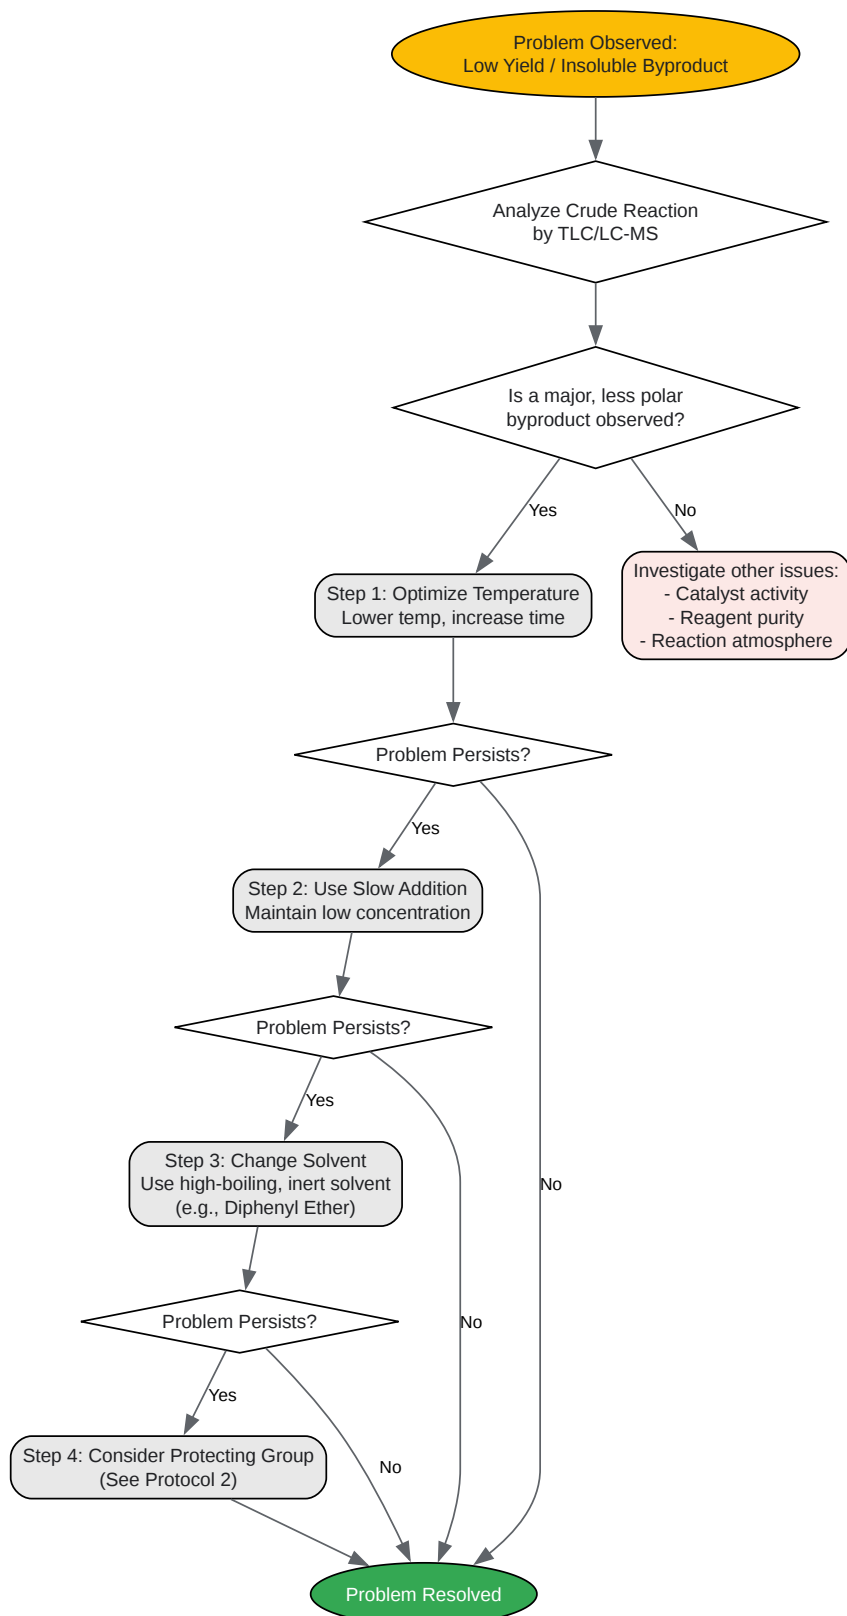 Problem Observed:
Low Yield / Insoluble Byproduct
Analyze Crude Reaction
by TLC/LC-MS
Is a major, less polar
byproduct observed?
Yes
No
Investigate other issues:
- Catalyst activity
- Reagent purity
- Reaction atmosphere
Step 1: Optimize Temperature
Lower temp, increase time
Problem Persists?
Yes
Step 2: Use Slow Addition
Maintain low concentration
Problem Persists?
Yes
Step 3: Change Solvent
Use high-boiling, inert solvent
(e.g., Diphenyl Ether)
No
Problem Persists?
No
Yes
Step 4: Consider Protecting Group
(See Protocol 2)
No
Problem Resolved